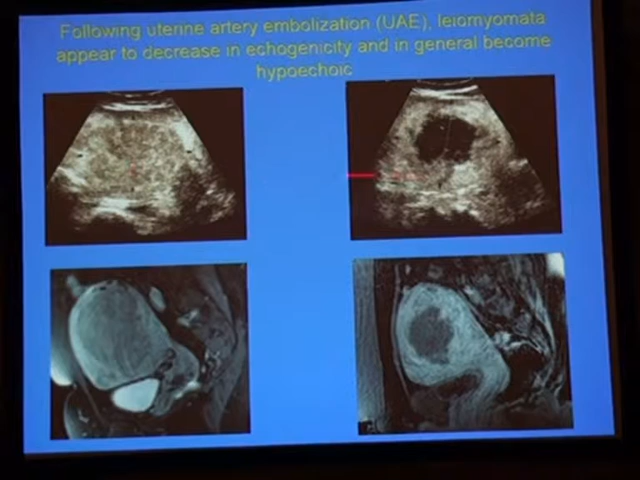 Following uterine artery embolization (UAE), leiomyomata
appear to decrease in echogenicity and in general become
hypoechoic